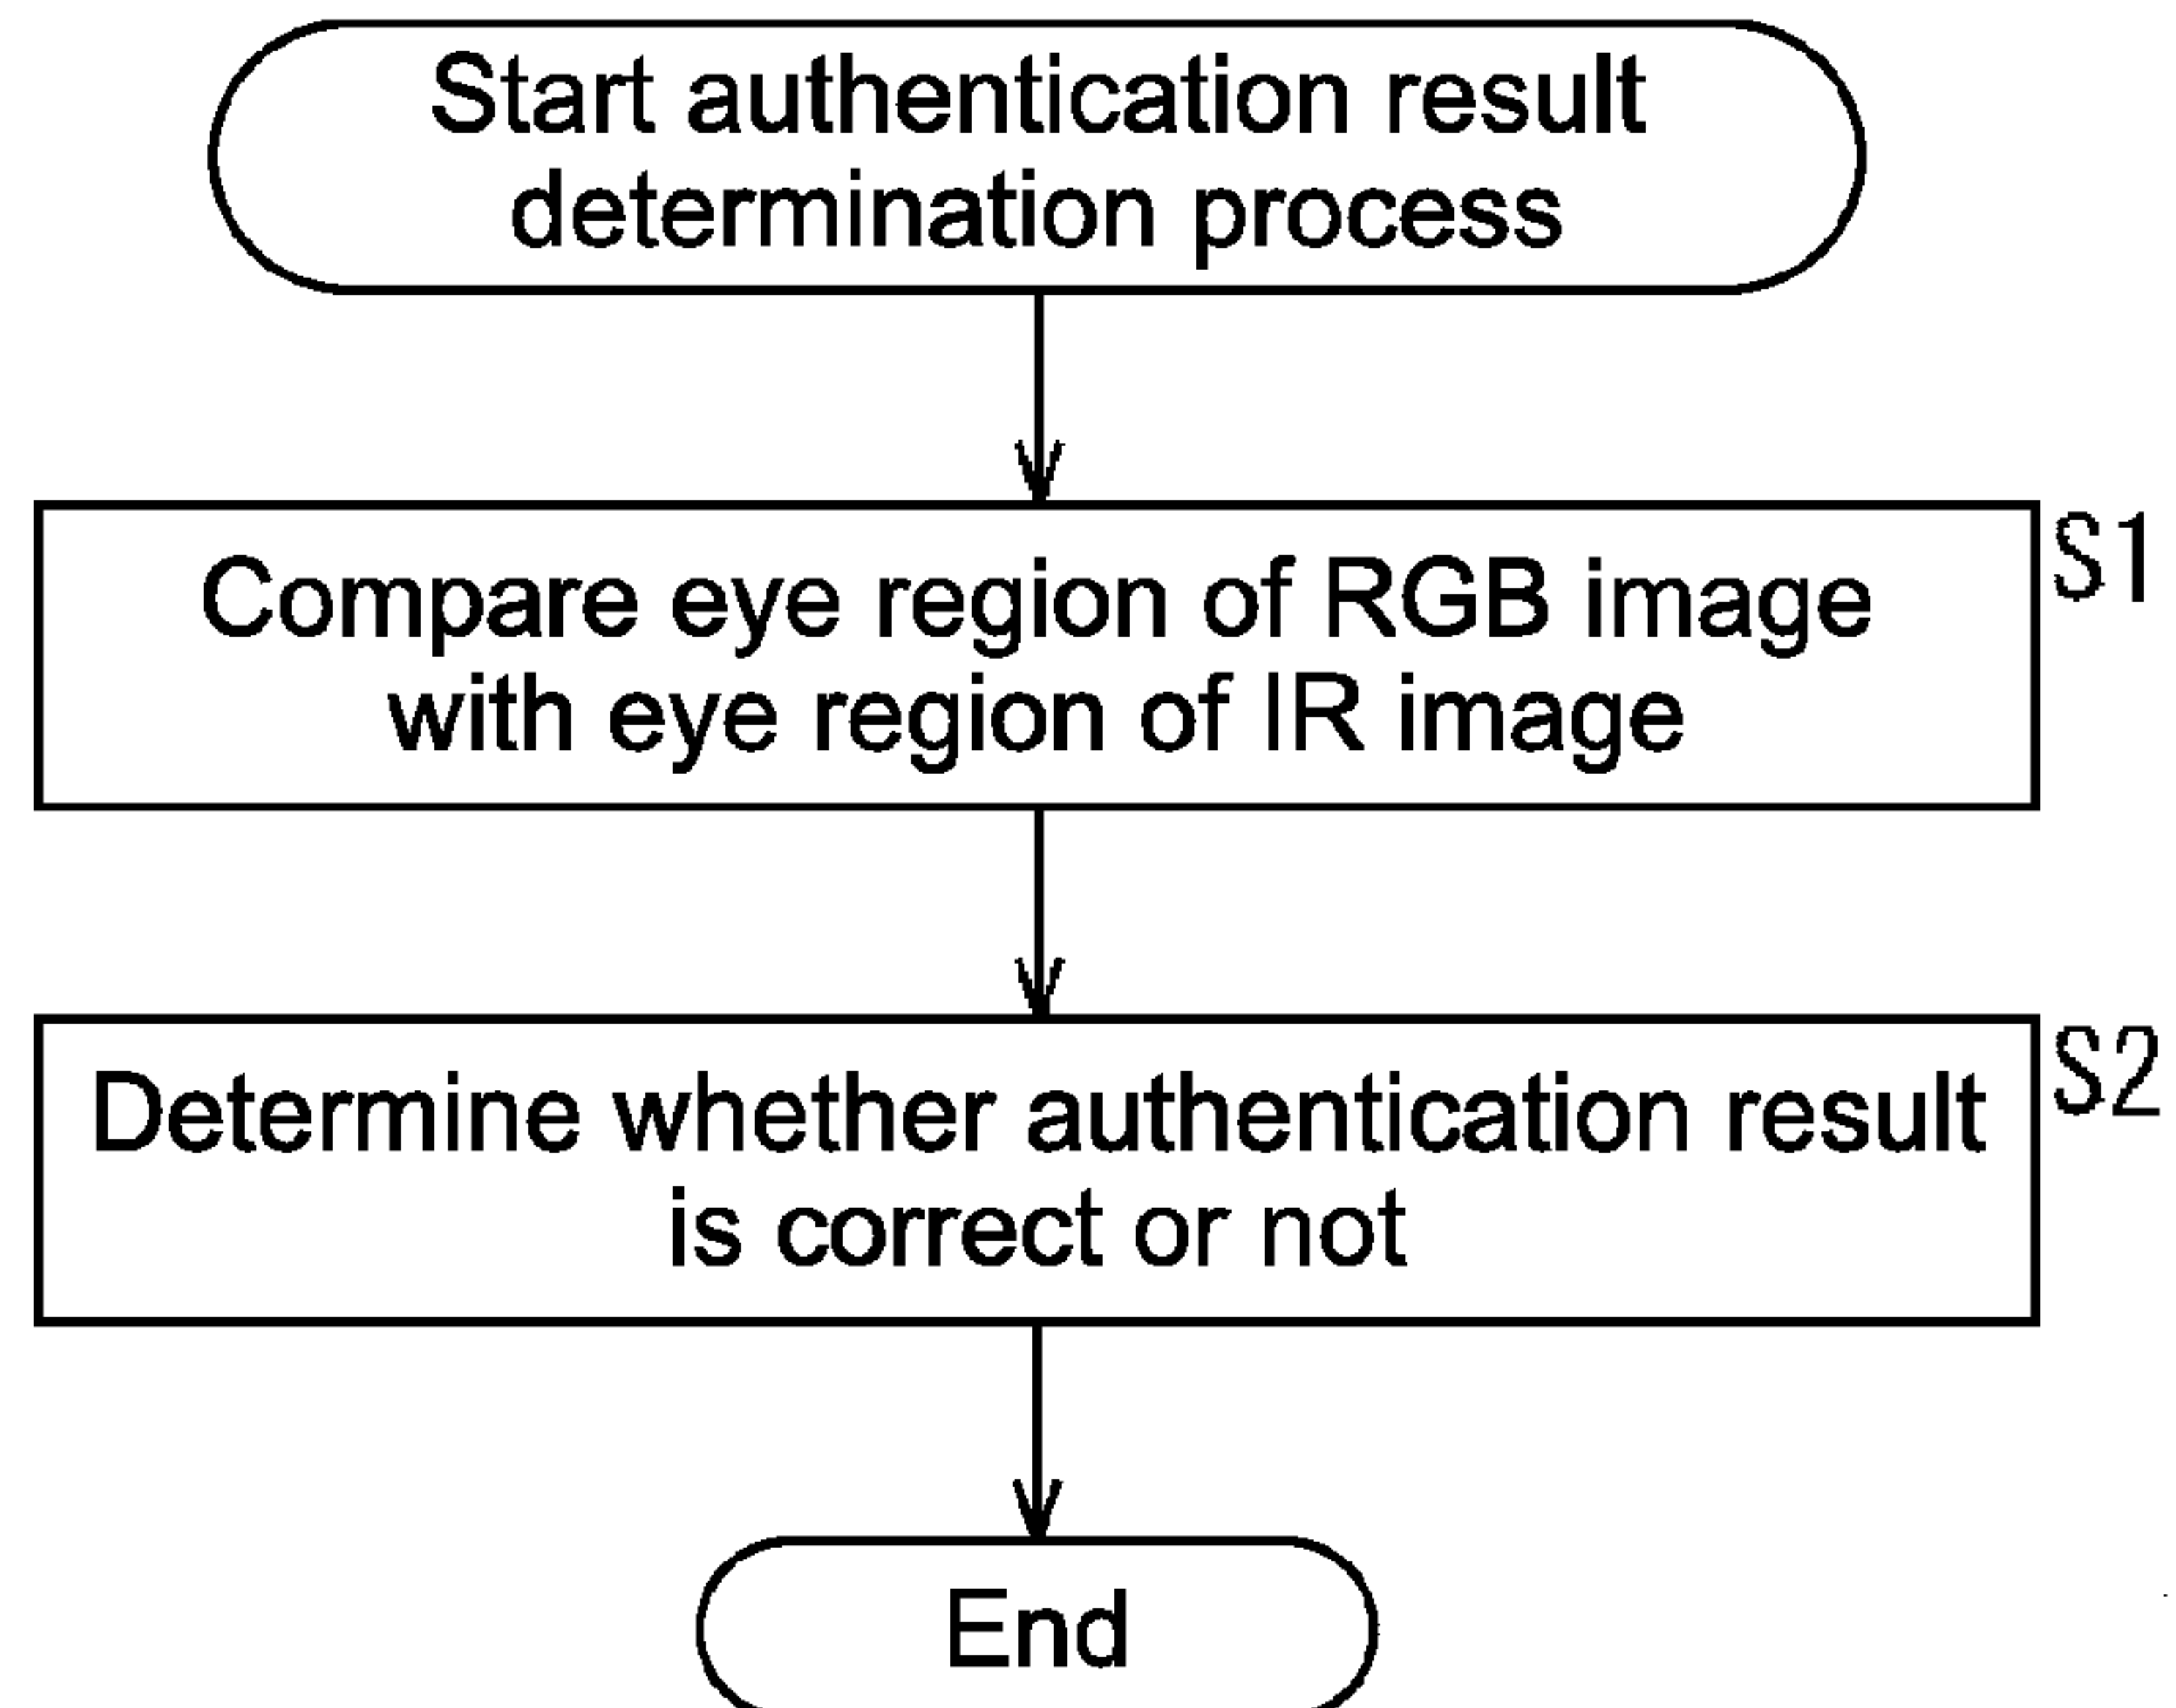 Start authentication result
determination process
S1
Compare eye region of RGB image
with eye region of IR image
S2
Determine whether authentication result
is correct or not
End